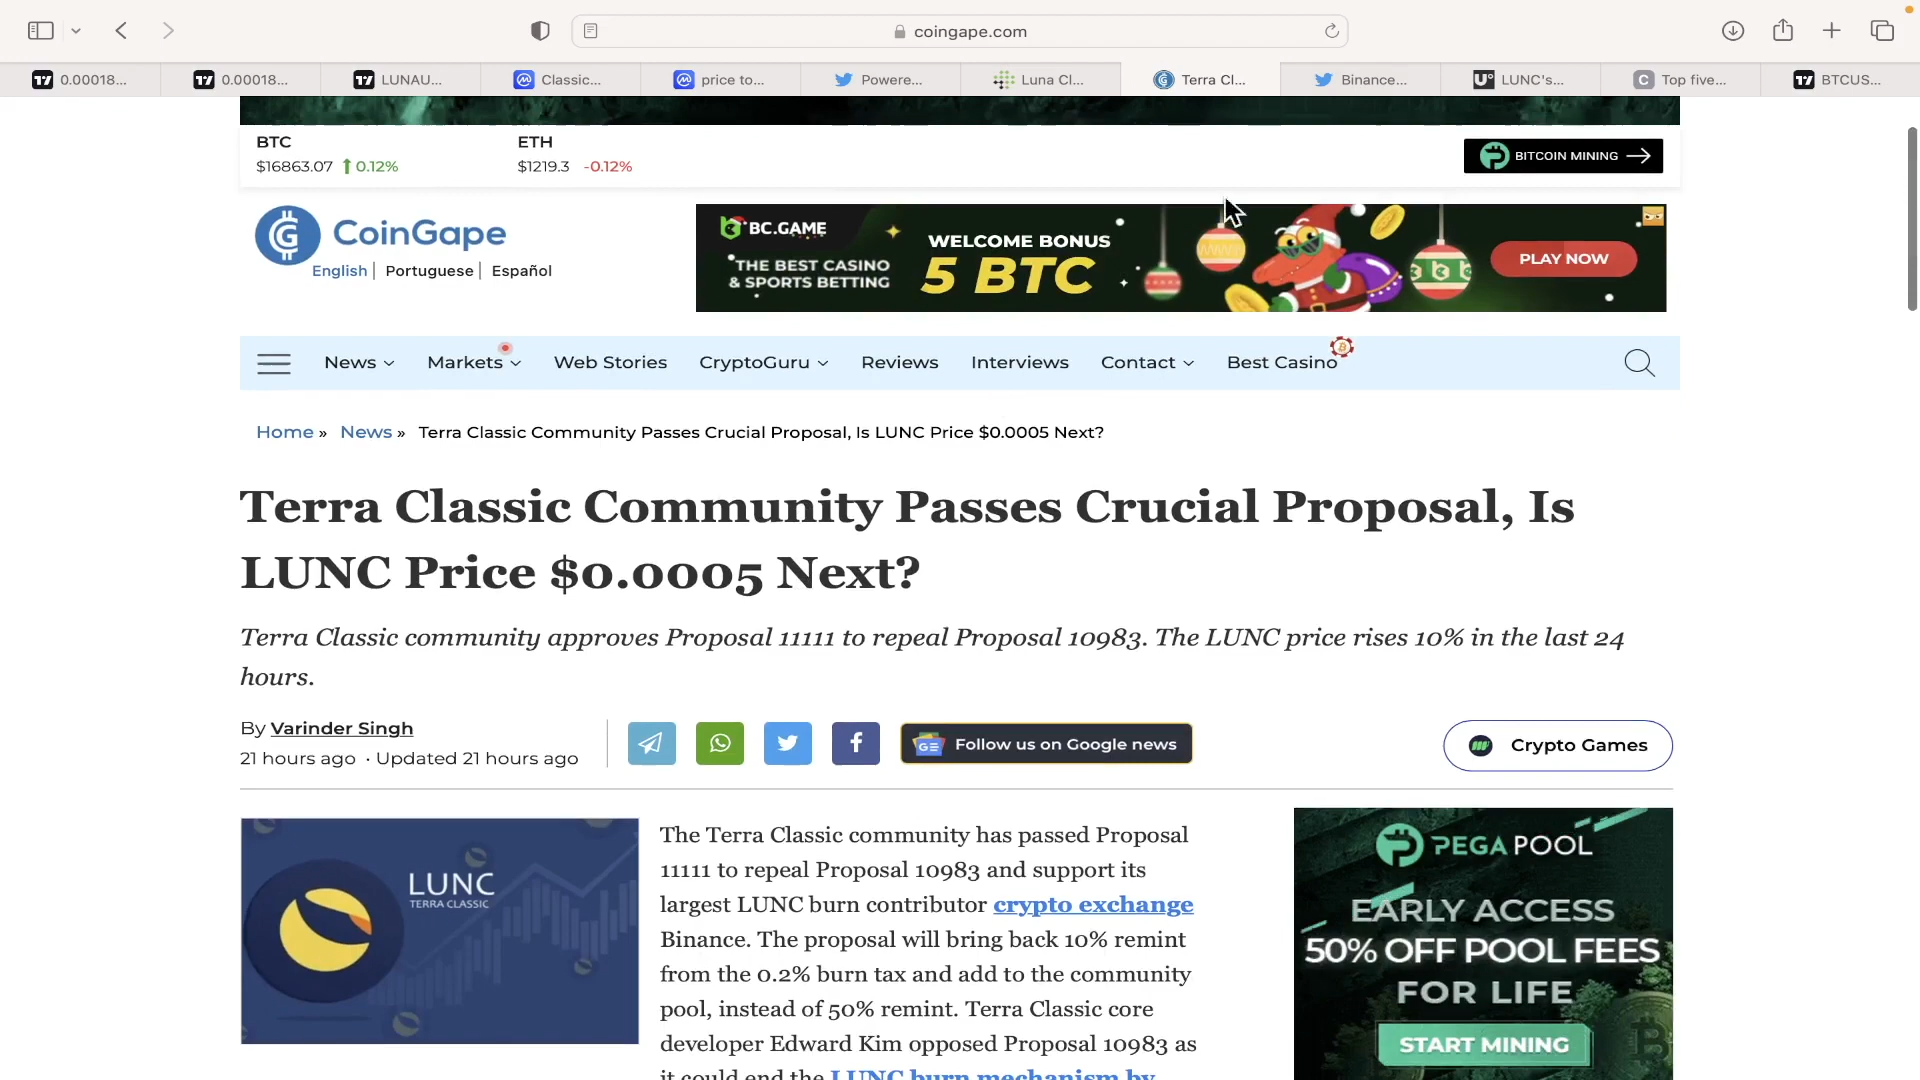 coingape.com
0.00018...
0.00018...
LUNAU...
Classic...
price to...
Powere...
Luna Cl...
Terra Cl...
Binance...
LUNC's...
Top five...
BTCUS...
BTC
$16863.07 0.12%
ETH
$1219.3 -0.12%
BITCOIN MINING
CoinGape
English | Portuguese | Español
BC.GAME
THE BEST CASINO
& SPORTS BETTING
WELCOME BONUS
5 BTC
PLAY NOW
News Markets Web Stories CryptoGuru Reviews Interviews Contact Best Casino
Home » News » Terra Classic Community Passes Crucial Proposal, Is LUNC Price $0.0005 Next?
Terra Classic Community Passes Crucial Proposal, Is
LUNC Price $0.0005 Next?
Terra Classic community approves Proposal 11111 to repeal Proposal 10983. The LUNC price rises 10% in the last 24
hours.
By Varinder Singh
21 hours ago · Updated 21 hours ago
Follow us on Google news
Crypto Games
LUNC
TERRA CLASSIC
The Terra Classic community has passed Proposal
11111 to repeal Proposal 10983 and support its
largest LUNC burn contributor crypto exchange
Binance. The proposal will bring back 10% remint
from the 0.2% burn tax and add to the community
pool, instead of 50% remint. Terra Classic core
developer Edward Kim opposed Proposal 10983 as
it could end the LUNC burn mechanism by
PEGA POOL
EARLY ACCESS
50% OFF POOL FEES
FOR LIFE
START MINING